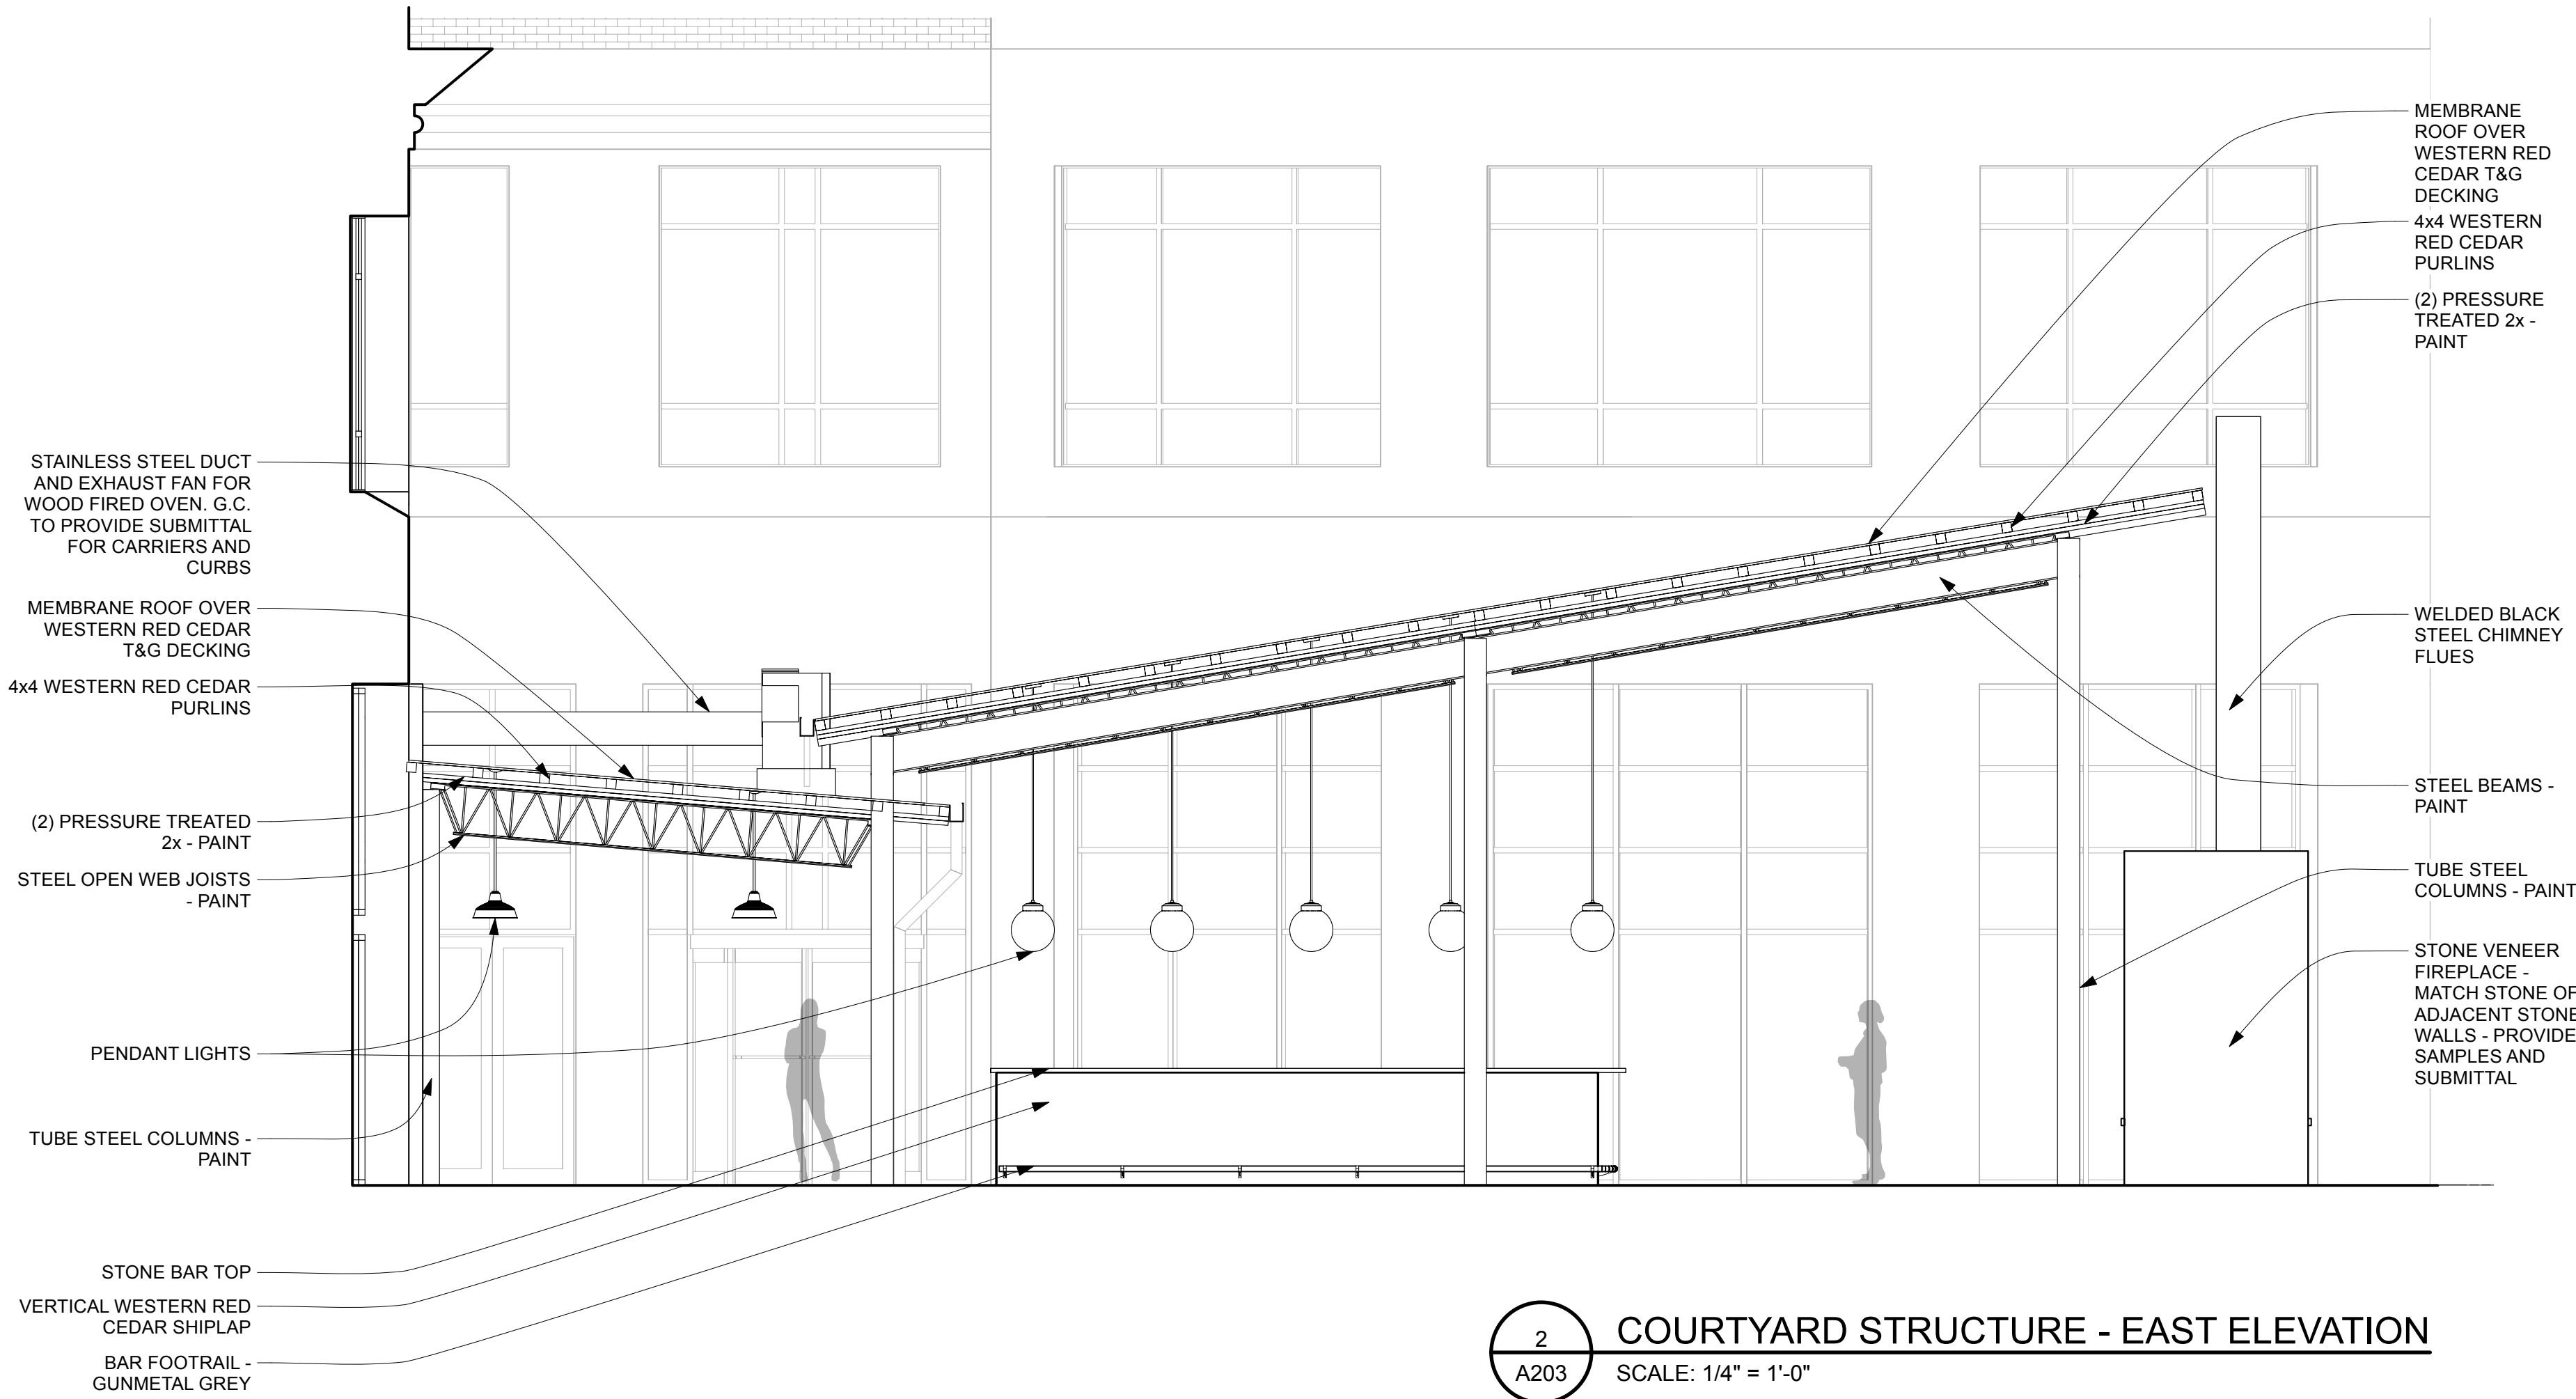 STAINLESS STEEL DUCT
AND EXHAUST FAN FOR
WOOD FIRED OVEN. G.C.
TO PROVIDE SUBMITTAL
FOR CARRIERS AND
CURBS
MEMBRANE ROOF OVER
WESTERN RED CEDAR
T&G DECKING
4x4 WESTERN RED CEDAR
PURLINS
(2) PRESSURE TREATED
2x - PAINT
STEEL OPEN WEB JOISTS
- PAINT
PENDANT LIGHTS
TUBE STEEL COLUMNS -
PAINT
STONE BAR TOP
VERTICAL WESTERN RED
CEDAR SHIPLAP
BAR FOOTRAIL -
GUNMETAL GREY
MEMBRANE
ROOF OVER
WESTERN RED
CEDAR T&G
DECKING
4x4 WESTERN
RED CEDAR
PURLINS
(2) PRESSURE
TREATED 2x -
PAINT
WELDED BLACK
STEEL CHIMNEY
FLUES
STEEL BEAMS -
PAINT
TUBE STEEL
COLUMNS - PAINT
STONE VENEER
FIREPLACE -
MATCH STONE OF
ADJACENT STONE
WALLS - PROVIDE
SAMPLES AND
SUBMITTAL
2
A203
COURTYARD STRUCTURE - EAST ELEVATION
SCALE: 1/4" = 1'-0"